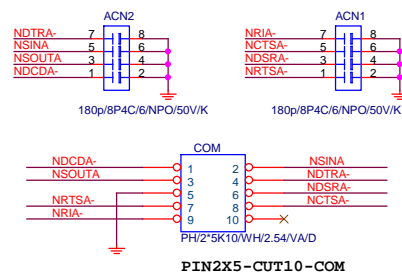 ACN2
NDTRA- 7 8
NSINA 5 6
NSOUTA 3 4
NDCDA- 1 2
180p/8P4C/6/NPO/50V/K
ACN1
NRIA- 7 8
NCTSA- 5 6
NDSRA- 3 4
NRTSA- 1 2
180p/8P4C/6/NPO/50V/K
COM
NDCDA- 1 2 NSINA
NSOUTA 3 4 NDTRA-
5 6 NDSRA-
NRTSA- 7 8 NCTSA-
NRIA- 9 10
PH/2*5K10/WH/2.54/VA/D
PIN2X5-CUT10-COM